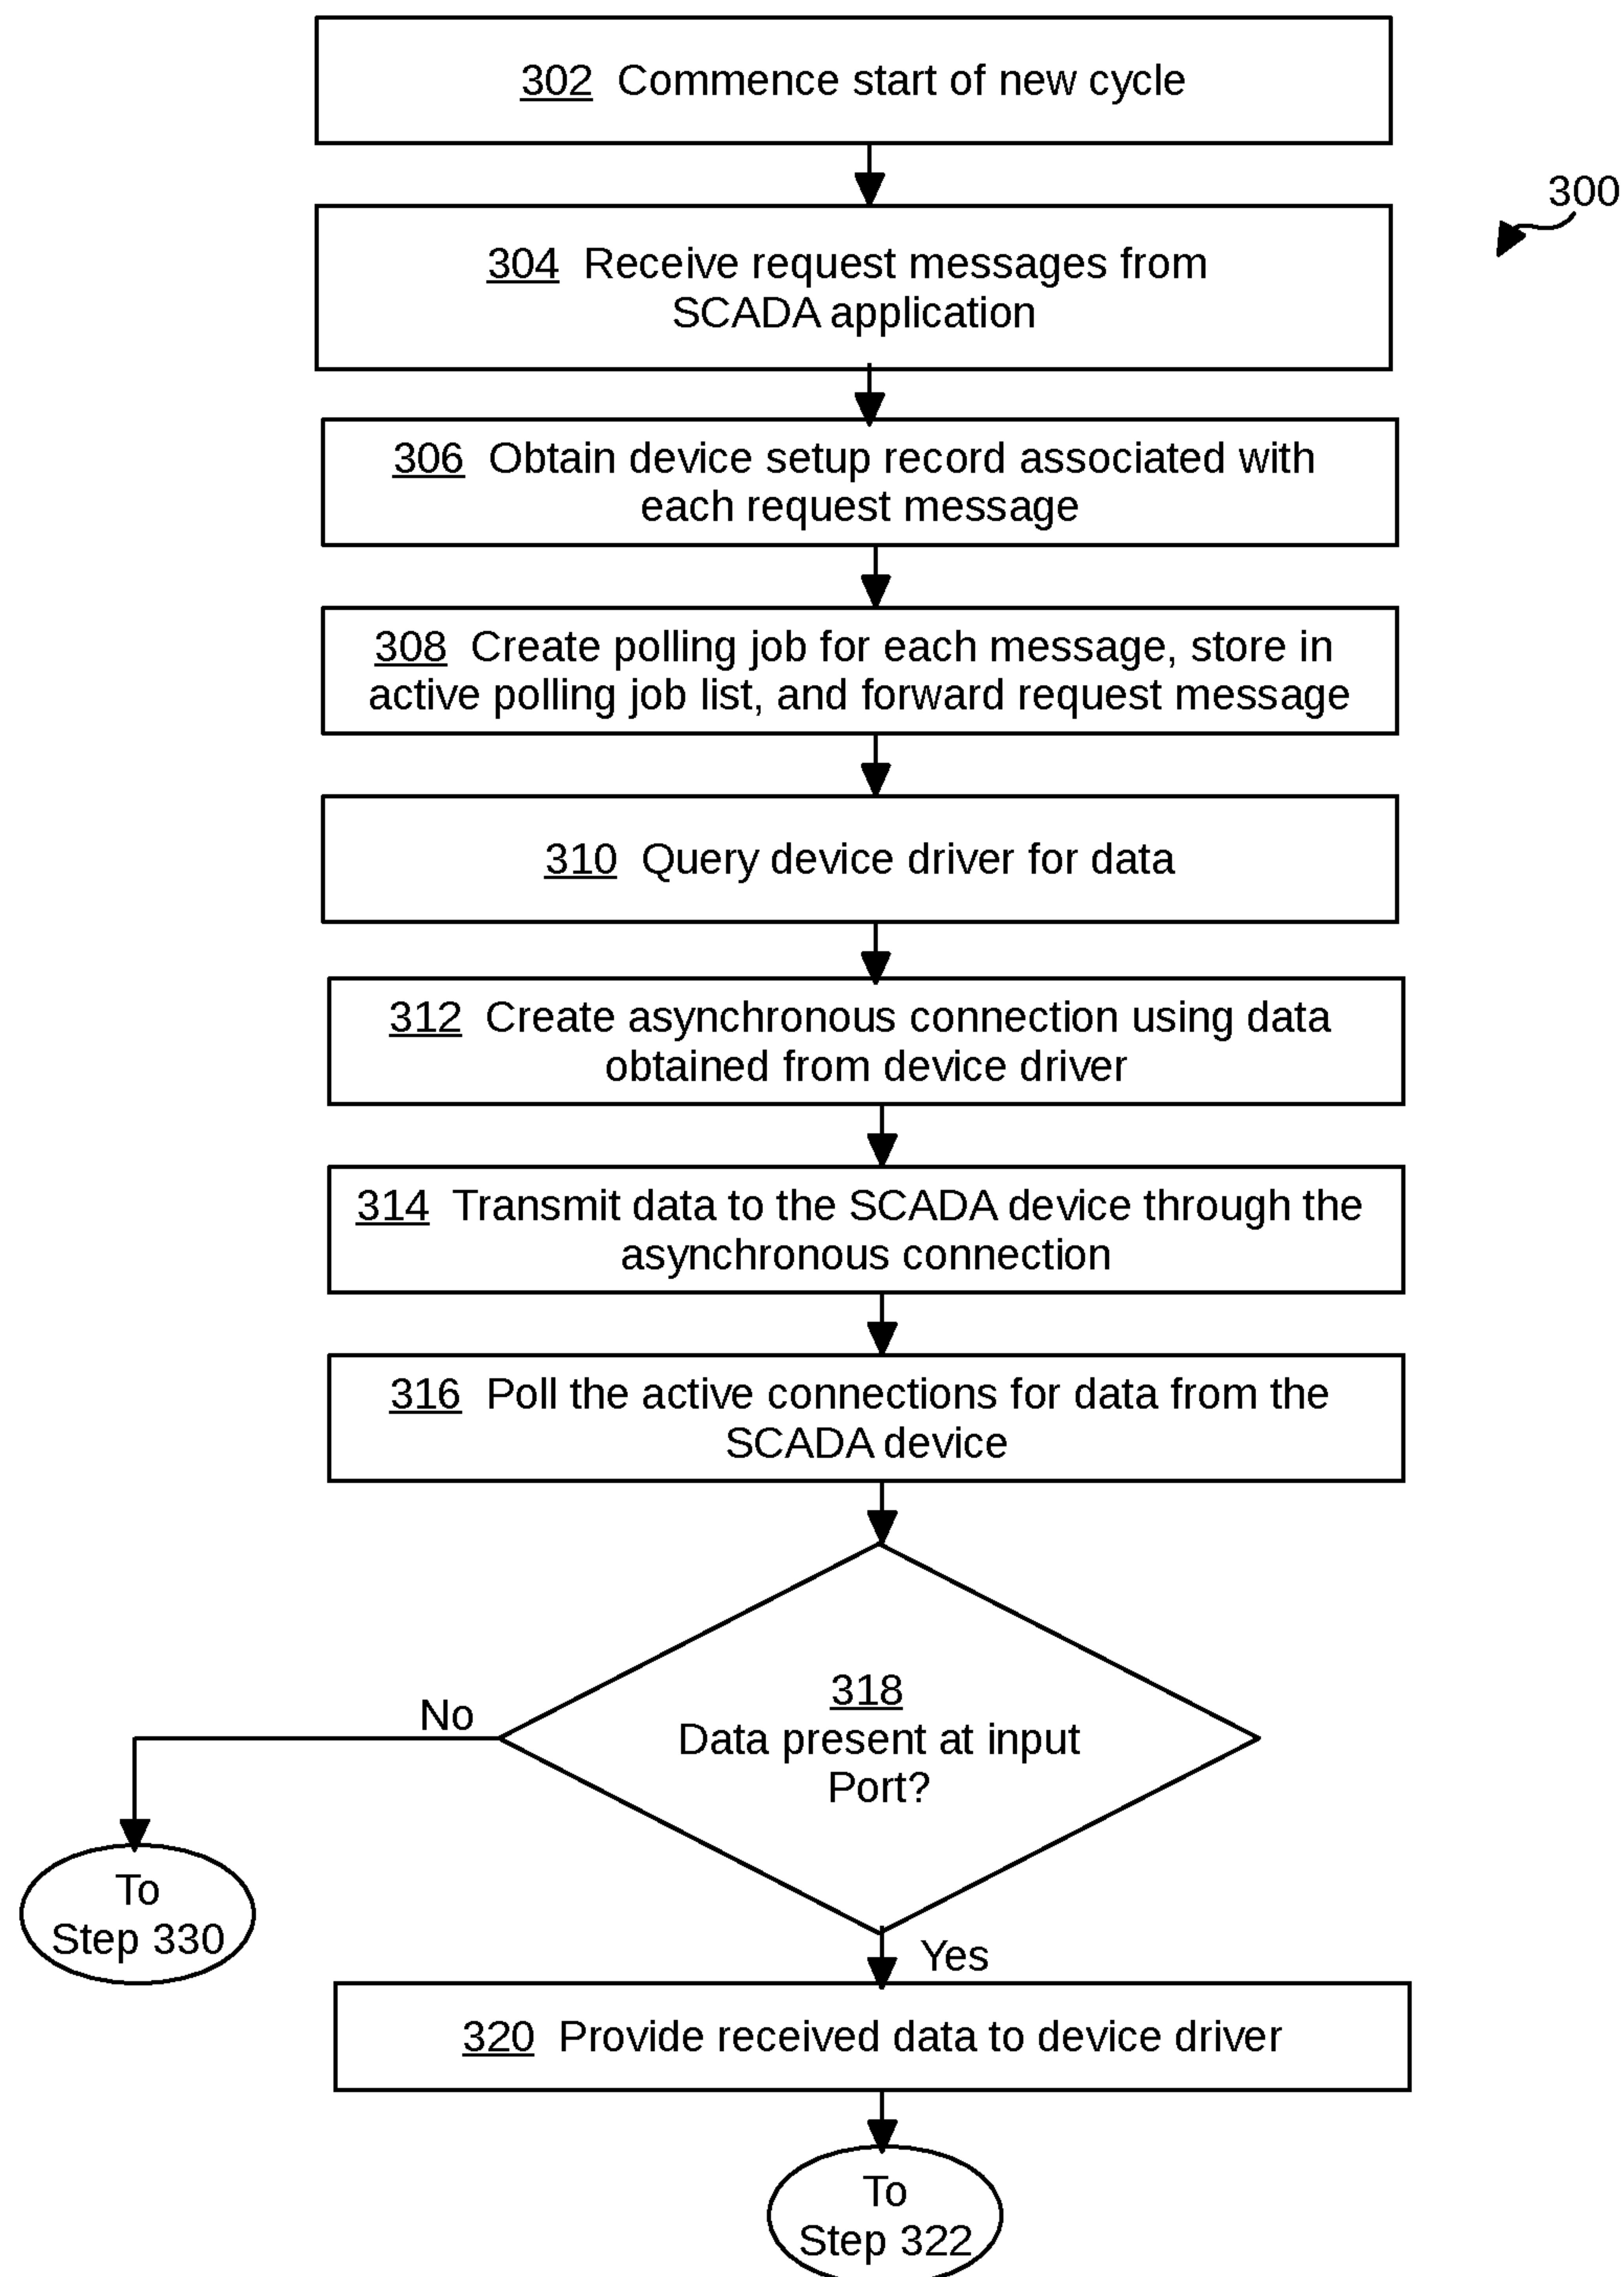 302 Commence start of new cycle
300
304 Receive request messages from
SCADA application
306 Obtain device setup record associated with
each request message
308 Create polling job for each message, store in
active polling job list, and forward request message
310 Query device driver for data
312 Create asynchronous connection using data
obtained from device driver
314 Transmit data to the SCADA device through the
asynchronous connection
316 Poll the active connections for data from the
SCADA device
318
Data present at input
Port?
No
To
Step 330
Yes
320 Provide received data to device driver
To
Step 322